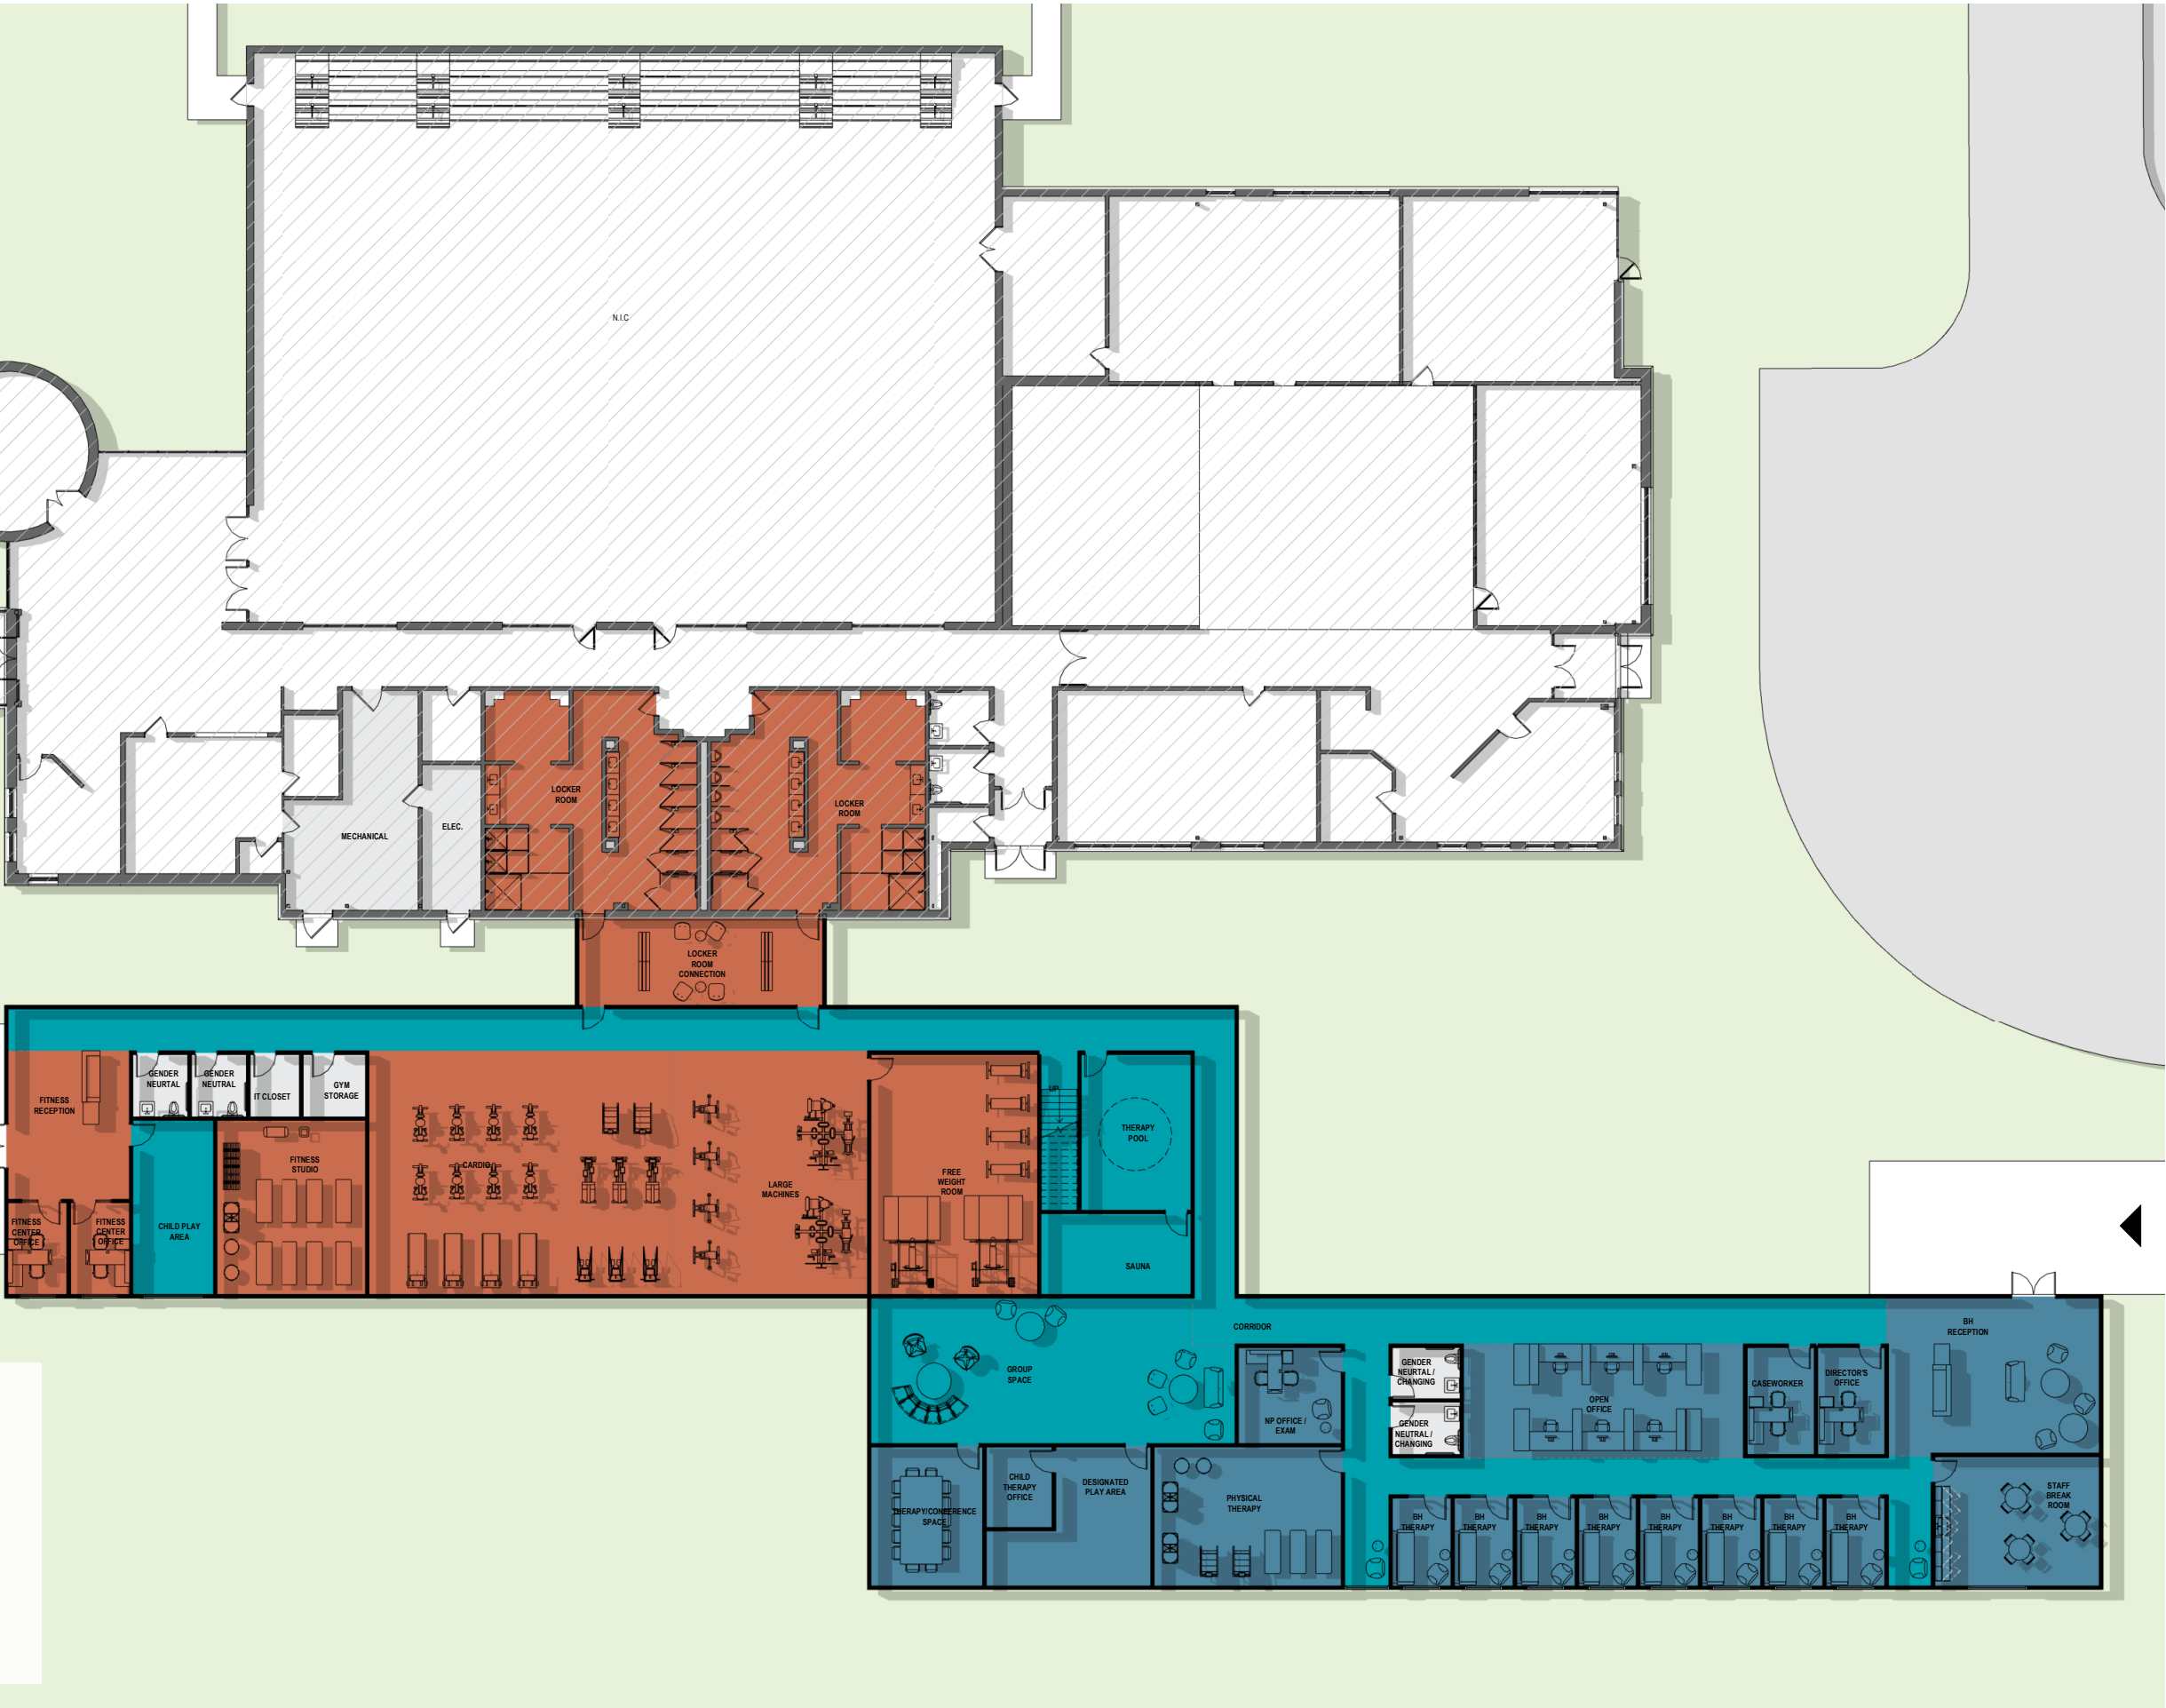 N.I.C
LOCKER
ROOM
LOCKER
ROOM
MECHANICAL
ELEC.
LOCKER
ROOM
CONNECTION
GENDER
NEURTAL
GENDER
NEUTRAL
IT CLOSET
GYM
STORAGE
FITNESS
RECEPTION
UP
THERAPY
POOL
FITNESS
STUDIO
CARDIO
LARGE
MACHINES
FREE
WEIGHT
ROOM
FITNESS
CENTER
OFFICE
FITNESS
CENTER
OFFICE
CHILD PLAY
AREA
SAUNA
CORRIDOR
BH
RECEPTION
GROUP
SPACE
GENDER
NEURTAL /
CHANGING
CASEWORKER
DIRECTOR'S
OFFICE
OPEN
OFFICE
NP OFFICE /
EXAM
GENDER
NEUTRAL /
CHANGING
CHILD
THERAPY
OFFICE
DESIGNATED
PLAY AREA
PHYSICAL
THERAPY
STAFF
BREAK
ROOM
THERAPY/CONFERENCE
SPACE
BH
THERAPY
BH
THERAPY
BH
THERAPY
BH
THERAPY
BH
THERAPY
BH
THERAPY
BH
THERAPY
BH
THERAPY